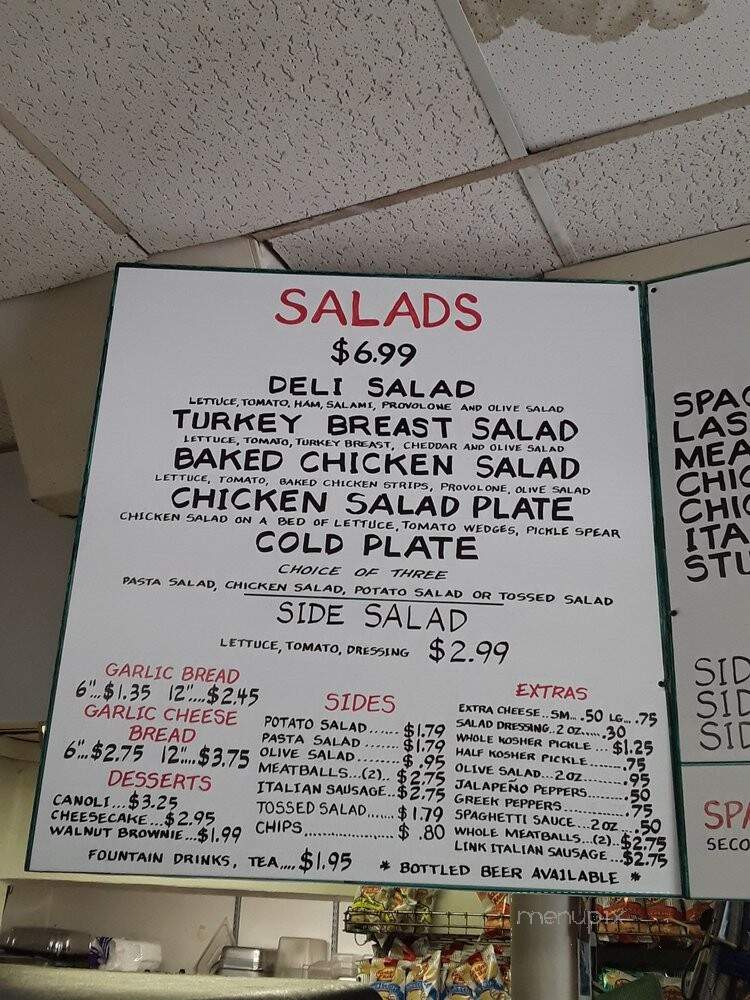 SALADS
$6.99
DELI SALAD
LETTUCE, TOMATO, HAM, SALAMI, PROVOLONE AND OLIVE SALAD
TURKEY BREAST SALAD
LETTUCE, TOMATO, TURKEY BREAST, CHEDDAR AND OLIVE SALAD
BAKED CHICKEN SALAD
LETTUCE, TOMATO, BAKED CHICKEN STRIPS, PROVOLONE, OLIVE SALAD
CHICKEN SALAD PLATE
CHICKEN SALAD ON A BED OF LETTUCE, TOMATO WEDGES, PICKLE SPEAR
COLD PLATE
CHOICE OF THREE
PASTA SALAD, CHICKEN SALAD, POTATO SALAD OR TOSSED SALAD
SIDE SALAD
LETTUCE, TOMATO, DRESSING $2.99
GARLIC BREAD
6"...$1.35 12"....$2.45
GARLIC CHEESE
BREAD
6"...$2.75 12"....$3.75
DESSERTS
CANOLI...$3.25
CHEESECAKE...$2.95
WALNUT BROWNIE...$1.99
SIDES
POTATO SALAD...... $1.79
PASTA SALAD ....... $1.79
OLIVE SALAD........ $.95
MEATBALLS...(2).. $2.75
ITALIAN SAUSAGE..$2.75
TOSSED SALAD....... $1.79
CHIPS................ $.80
EXTRAS
EXTRA CHEESE..SM... .50 LG... .75
SALAD DRESSING..2 OZ..... .30
WHOLE KOSHER PICKLE ... $1.25
HALF KOSHER PICKLE...... .75
OLIVE SALAD...2 OZ........ .95
JALAPEÑO PEPPERS........ .50
GREEK PEPPERS............ .75
SPAGHETTI SAUCE...2 OZ ...50
WHOLE MEATBALLS...(2)..$2.75
LINK ITALIAN SAUSAGE...$2.75
FOUNTAIN DRINKS, TEA.... $1.95 * BOTTLED BEER AVAILABLE *
SPAG
LAS
MEA
CHIC
CHIC
ITA
STU
SID
SID
SID
SPA
SECO
menupix